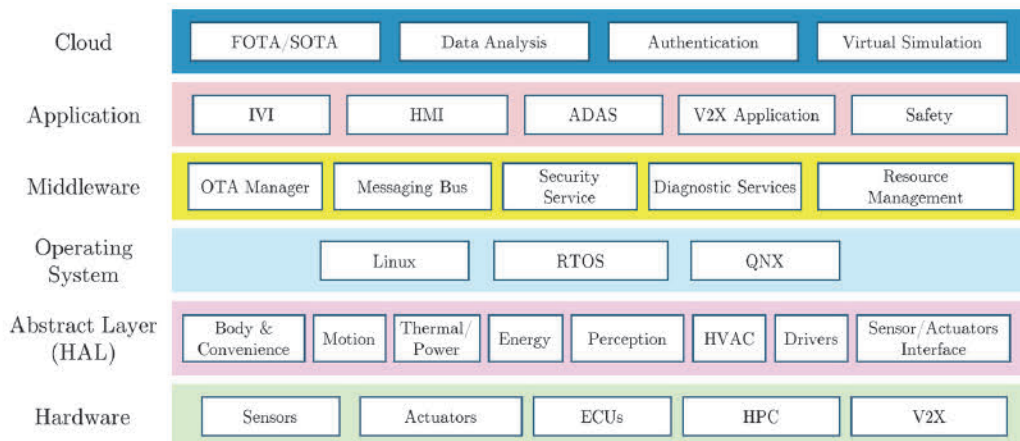 Cloud
FOTA/SOTA
Data Analysis
Authentication
Virtual Simulation
Application
IVI
HMI
ADAS
V2X Application
Safety
Middleware
OTA Manager
Messaging Bus
Security
Service
Diagnostic Services
Resource
Management
Operating
System
Linux
RTOS
QNX
Abstract Layer
(HAL)
Body &
Convenience
Motion
Thermal/
Power
Energy
Perception
HVAC
Drivers
Sensor/Actuators
Interface
Hardware
Sensors
Actuators
ECUs
HPC
V2X